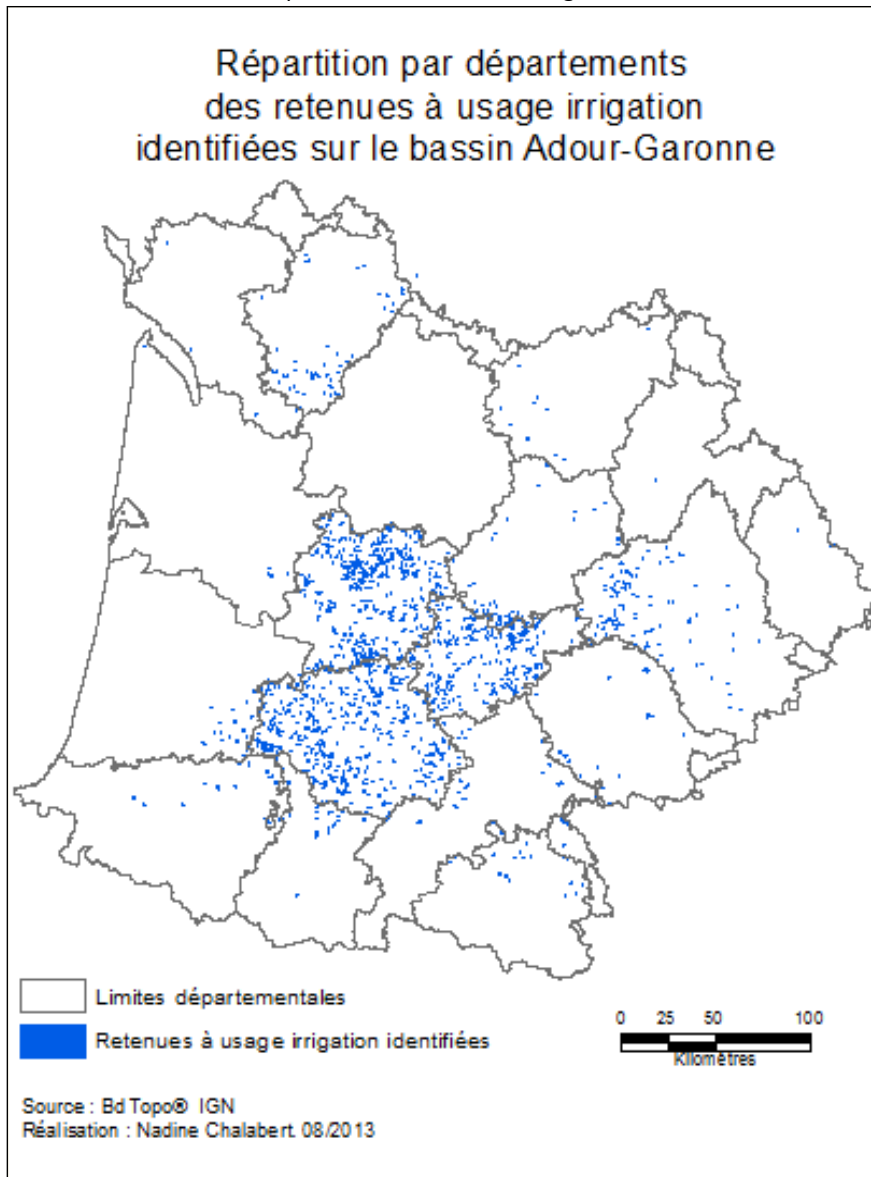 Répartition par départements
des retenues à usage irrigation
identifiées sur le bassin Adour-Garonne
Limites départementales
Retenues à usage irrigation identifiées
0 25 50 100
Kilomètres
Source : Bd Topo® IGN
Réalisation : Nadine Chalabert. 08/2013